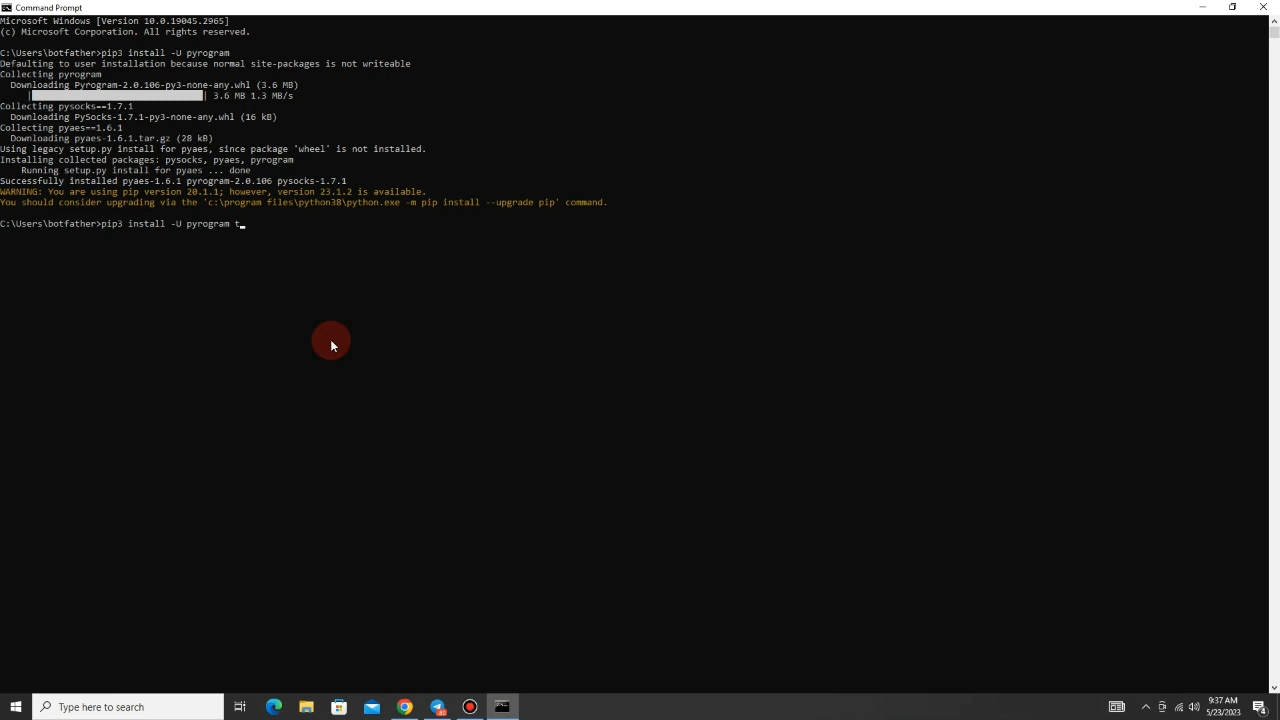 Command Prompt
Microsoft Windows [Version 10.0.19045.2965]
(c) Microsoft Corporation. All rights reserved.
C:\Users\botfather>pip3 install -U pyrogram
Defaulting to user installation because normal site-packages is not writeable
Collecting pyrogram
Downloading Pyrogram-2.0.106-py3-none-any.whl (3.6 MB)
| 3.6 MB 1.3 MB/s
Collecting pysocks==1.7.1
Downloading PySocks-1.7.1-py3-none-any.whl (16 kB)
Collecting pyaes==1.6.1
Downloading pyaes-1.6.1.tar.gz (28 kB)
Using legacy setup.py install for pyaes, since package 'wheel' is not installed.
Installing collected packages: pysocks, pyaes, pyrogram
Running setup.py install for pyaes ... done
Successfully installed pyaes-1.6.1 pyrogram-2.0.106 pysocks-1.7.1
WARNING: You are using pip version 20.1.1; however, version 23.1.2 is available.
You should consider upgrading via the 'c:\program files\python38\python.exe -m pip install --upgrade pip' command.
C:\Users\botfather>pip3 install -U pyrogram t_
Type here to search
9:37 AM
5/23/2023
4